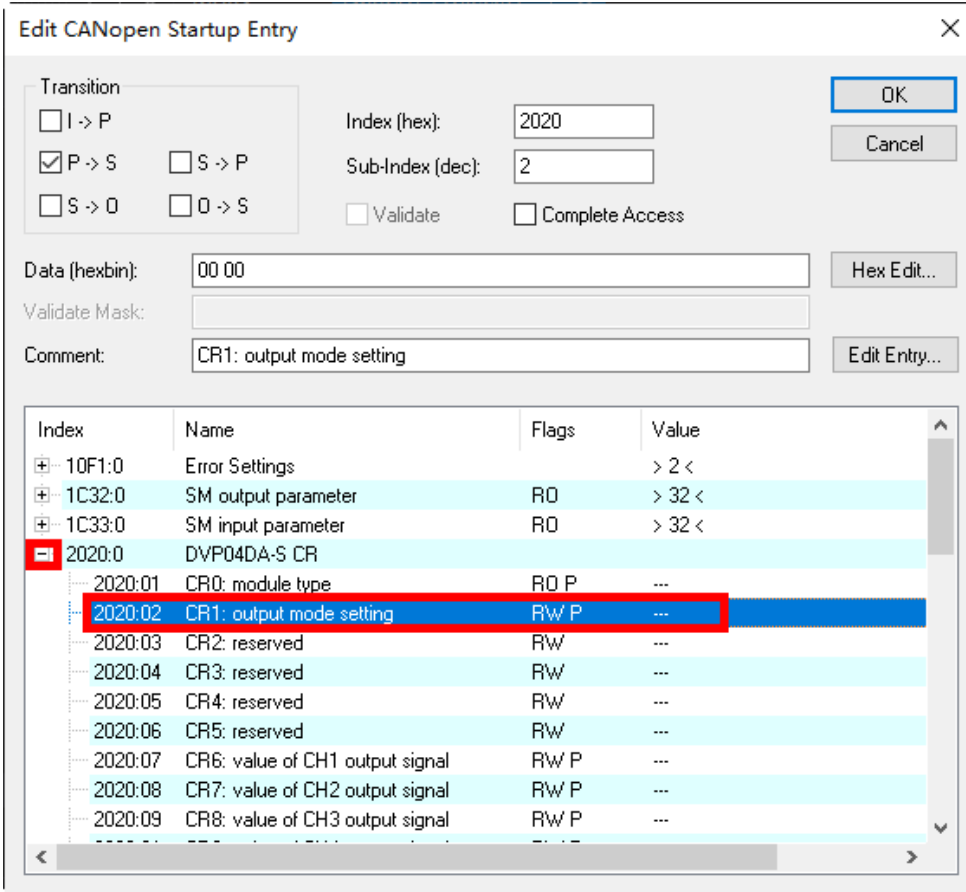 Edit CANopen Startup Entry
Transition
I -> P
P -> S
S -> P
S -> O
O -> S
Index (hex):
2020
Sub-Index (dec):
2
Validate
Complete Access
OK
Cancel
Data (hexbin):
00 00
Hex Edit...
Validate Mask:
Comment:
CR1: output mode setting
Edit Entry...
Index Name Flags Value
10F1:0 Error Settings > 2 <
1C32:0 SM output parameter RO > 32 <
1C33:0 SM input parameter RO > 32 <
2020:0 DVP04DA-S CR
2020:01 CR0: module type RO P ---
2020:02 CR1: output mode setting RW P ---
2020:03 CR2: reserved RW ---
2020:04 CR3: reserved RW ---
2020:05 CR4: reserved RW ---
2020:06 CR5: reserved RW ---
2020:07 CR6: value of CH1 output signal RW P ---
2020:08 CR7: value of CH2 output signal RW P ---
2020:09 CR8: value of CH3 output signal RW P ---